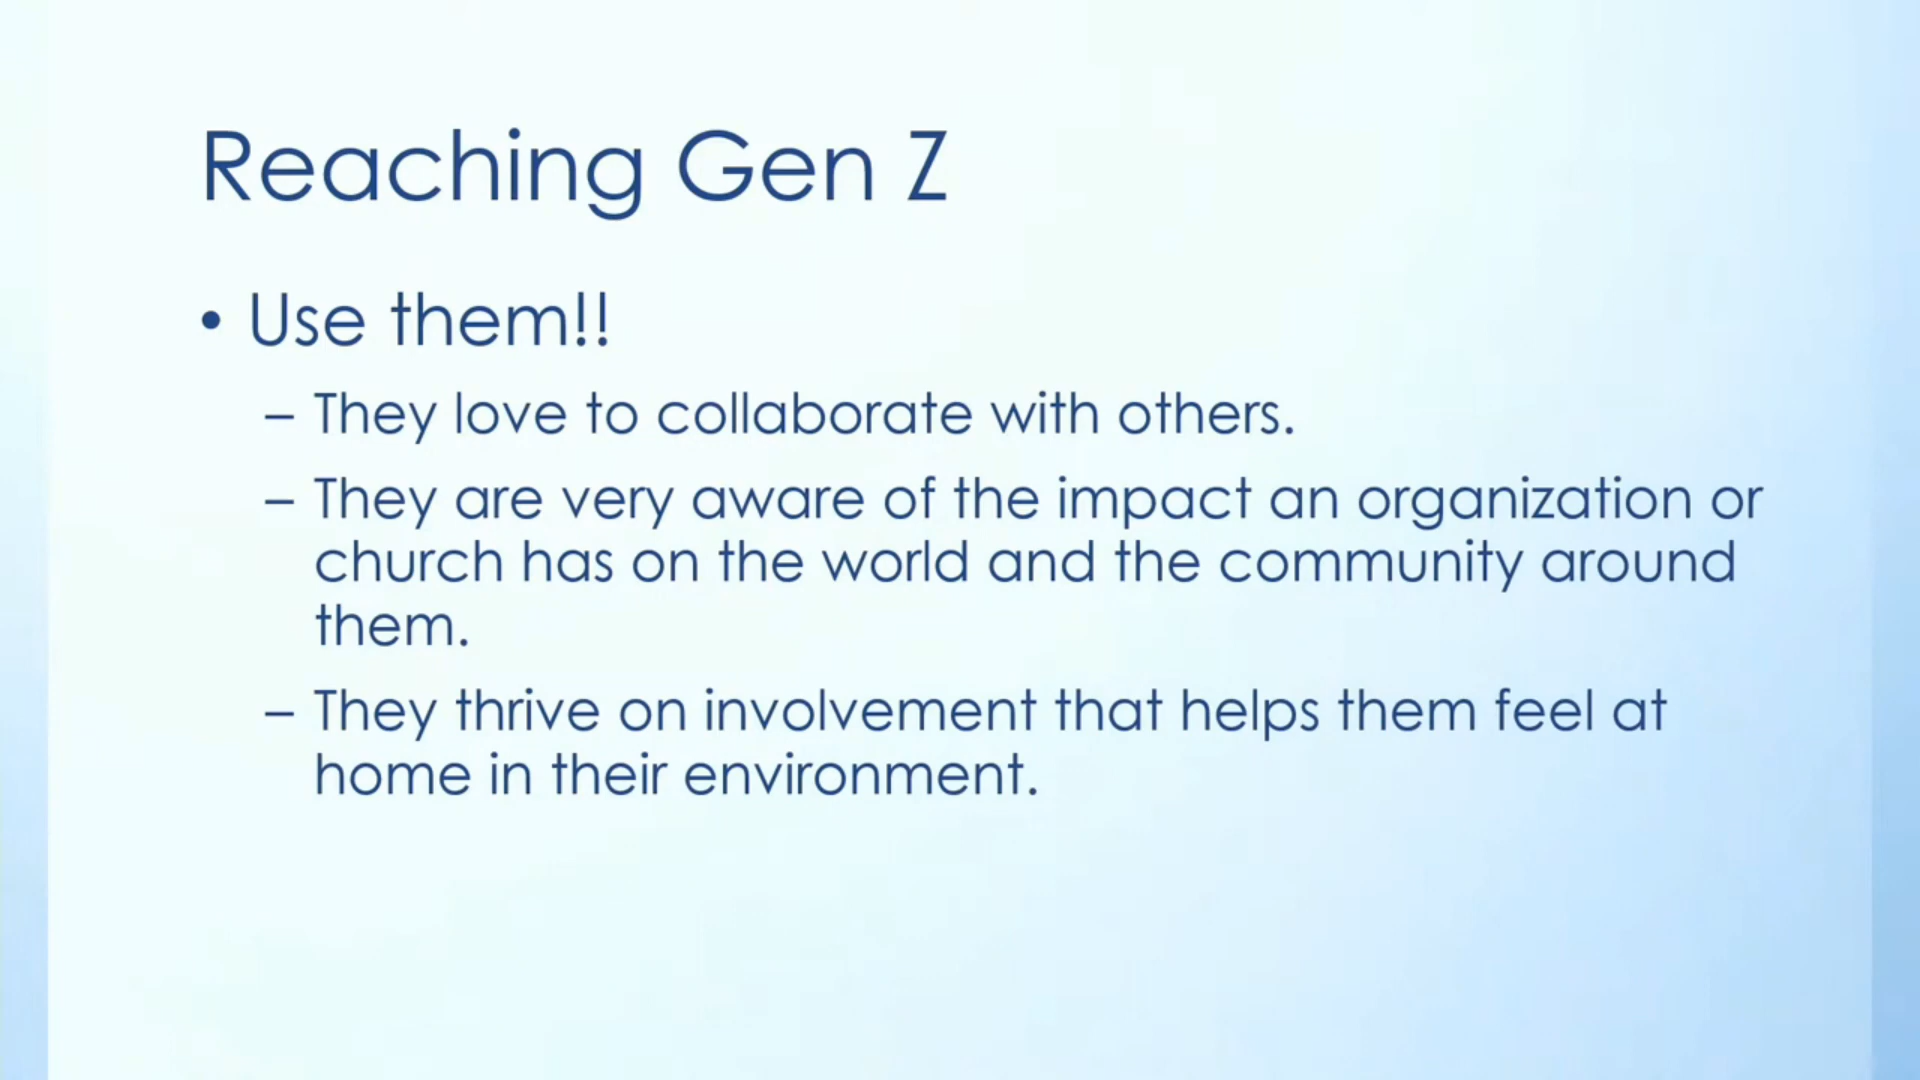 Reaching Gen Z
• Use them!!
– They love to collaborate with others.
– They are very aware of the impact an organization or
church has on the world and the community around
them.
– They thrive on involvement that helps them feel at
home in their environment.